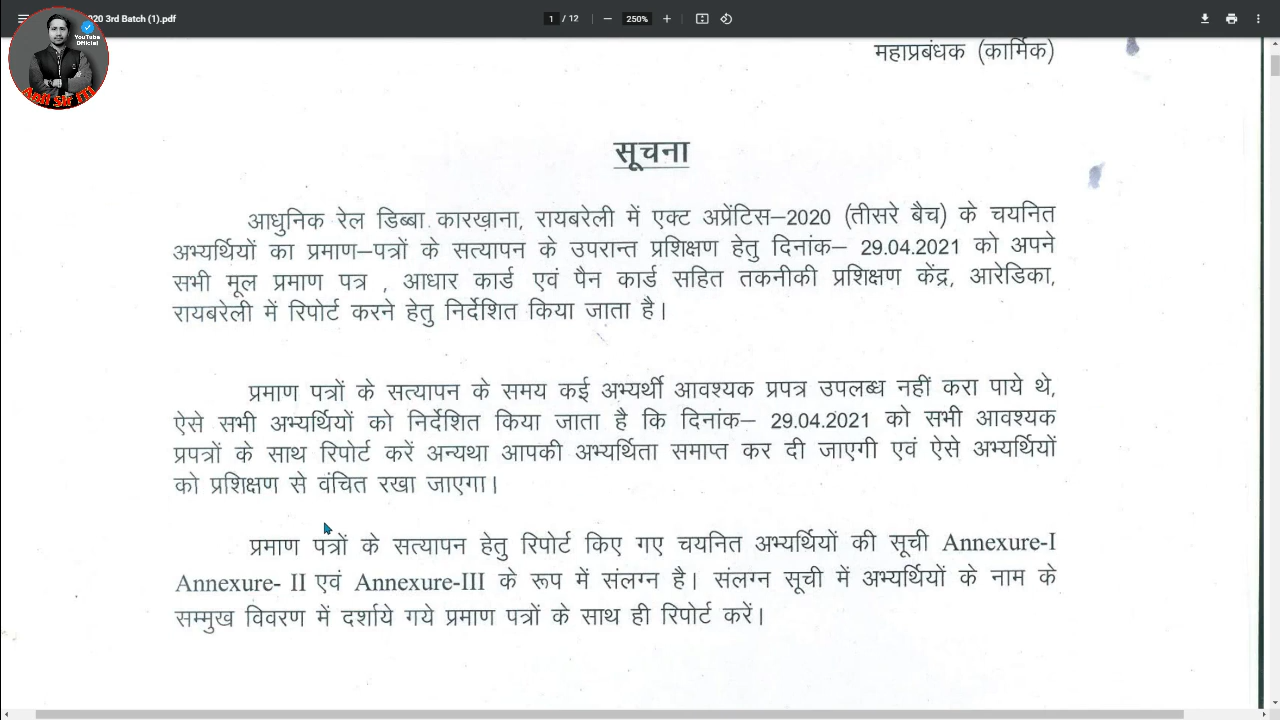 020 3rd Batch (1).pdf
1 / 12
250%
YouTube
Official
Anil Sir ITI
महाप्रबंधक (कार्मिक)
सूचना
आधुनिक रेल डिब्बा कारखाना, रायबरेली में एक्ट अप्रेंटिस–2020 (तीसरे बैच) के चयनित
अभ्यर्थियों का प्रमाण–पत्रों के सत्यापन के उपरान्त प्रशिक्षण हेतु दिनांक– 29.04.2021 को अपने
सभी मूल प्रमाण पत्र , आधार कार्ड एवं पैन कार्ड सहित तकनीकी प्रशिक्षण केंद्र, आरेडिका,
रायबरेली में रिपोर्ट करने हेतु निर्देशित किया जाता है।
प्रमाण पत्रों के सत्यापन के समय कई अभ्यर्थी आवश्यक प्रपत्र उपलब्ध नहीं करा पाये थे,
ऐसे सभी अभ्यर्थियों को निर्देशित किया जाता है कि दिनांक– 29.04.2021 को सभी आवश्यक
प्रपत्रों के साथ रिपोर्ट करें अन्यथा आपकी अभ्यर्थिता समाप्त कर दी जाएगी एवं ऐसे अभ्यर्थियों
को प्रशिक्षण से वंचित रखा जाएगा।
प्रमाण पत्रों के सत्यापन हेतु रिपोर्ट किए गए चयनित अभ्यर्थियों की सूची Annexure-I
Annexure- II एवं Annexure-III के रूप में संलग्न है। संलग्न सूची में अभ्यर्थियों के नाम के
सम्मुख विवरण में दर्शाये गये प्रमाण पत्रों के साथ ही रिपोर्ट करें।